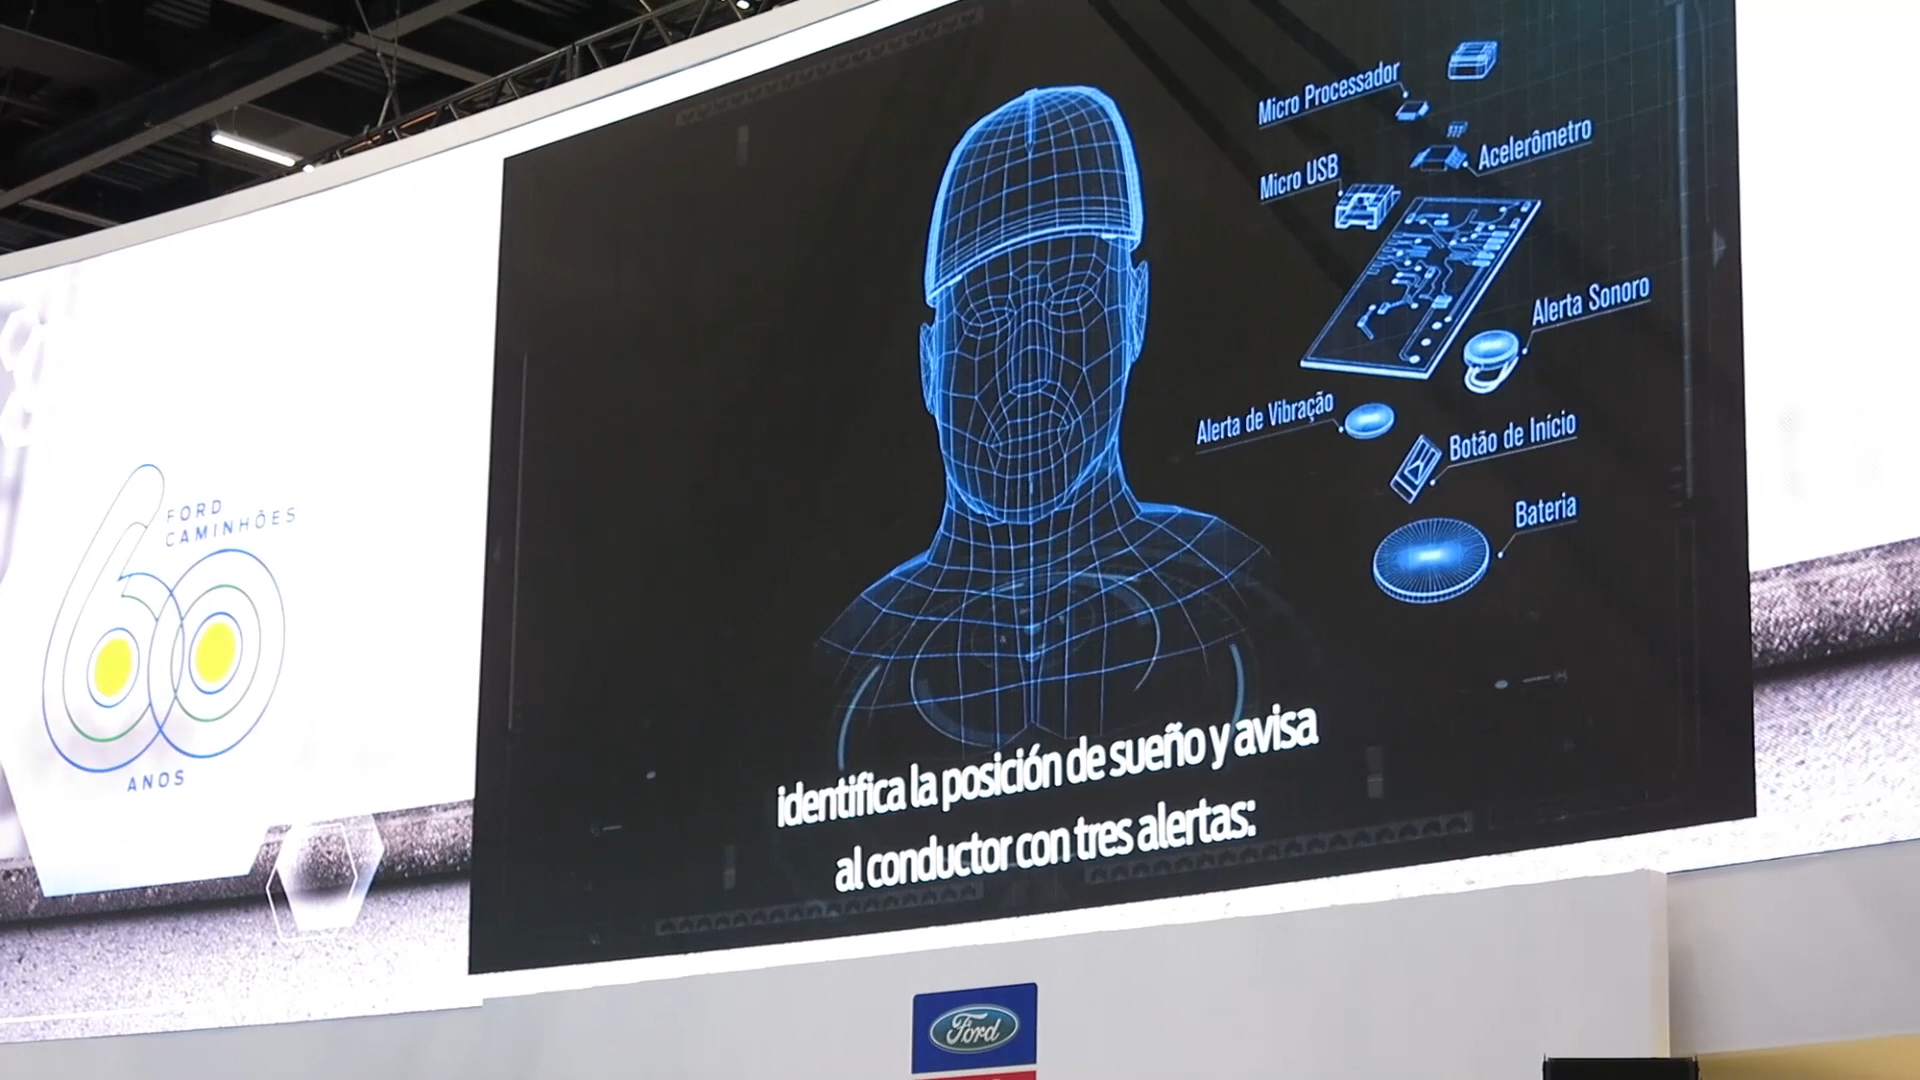 Micro Processador
Acelerômetro
Micro USB
Alerta Sonoro
Alerta de Vibração
Botão de Início
Bateria
identifica la posición de sueño y avisa
al conductor con tres alertas:
FORD
CAMINHÕES
60
ANOS
Ford